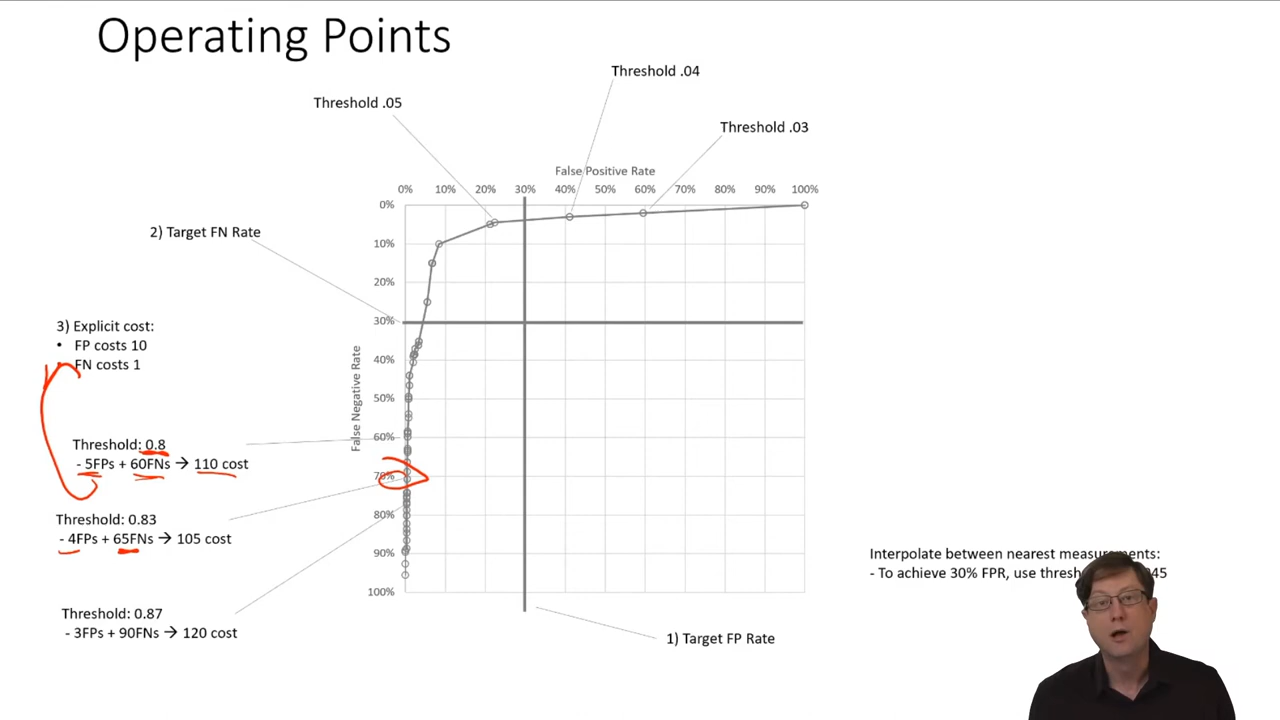 Operating Points
Threshold .04
Threshold .05
Threshold .03
False Positive Rate
0% 10% 20% 30% 40% 50% 60% 70% 80% 90% 100%
0%
10%
20%
30%
40%
50%
60%
70%
80%
90%
100%
False Negative Rate
2) Target FN Rate
3) Explicit cost:
• FP costs 10
FN costs 1
Threshold: 0.8
- 5FPs + 60FNs → 110 cost
Threshold: 0.83
- 4FPs + 65FNs → 105 cost
Threshold: 0.87
- 3FPs + 90FNs → 120 cost
1) Target FP Rate
Interpolate between nearest measurements:
- To achieve 30% FPR, use